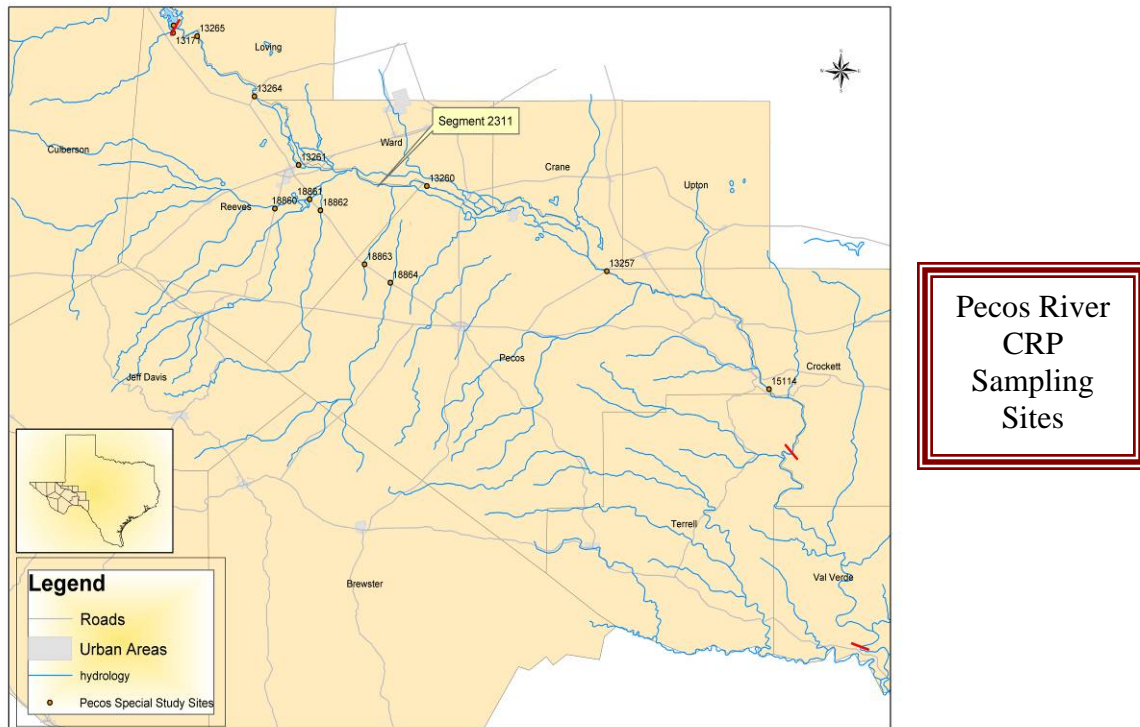 13265
13171
Loving
13264
Segment 2311
Ward
Culberson
13261
Crane
13260
Upton
18861
Reeves
18860
18862
18863
18864
13257
Pecos
Crockett
Jeff Davis
15114
Terrell
Val Verde
Brewster
Legend
Roads
Urban Areas
hydrology
Pecos Special Study Sites
Pecos River
CRP
Sampling
Sites